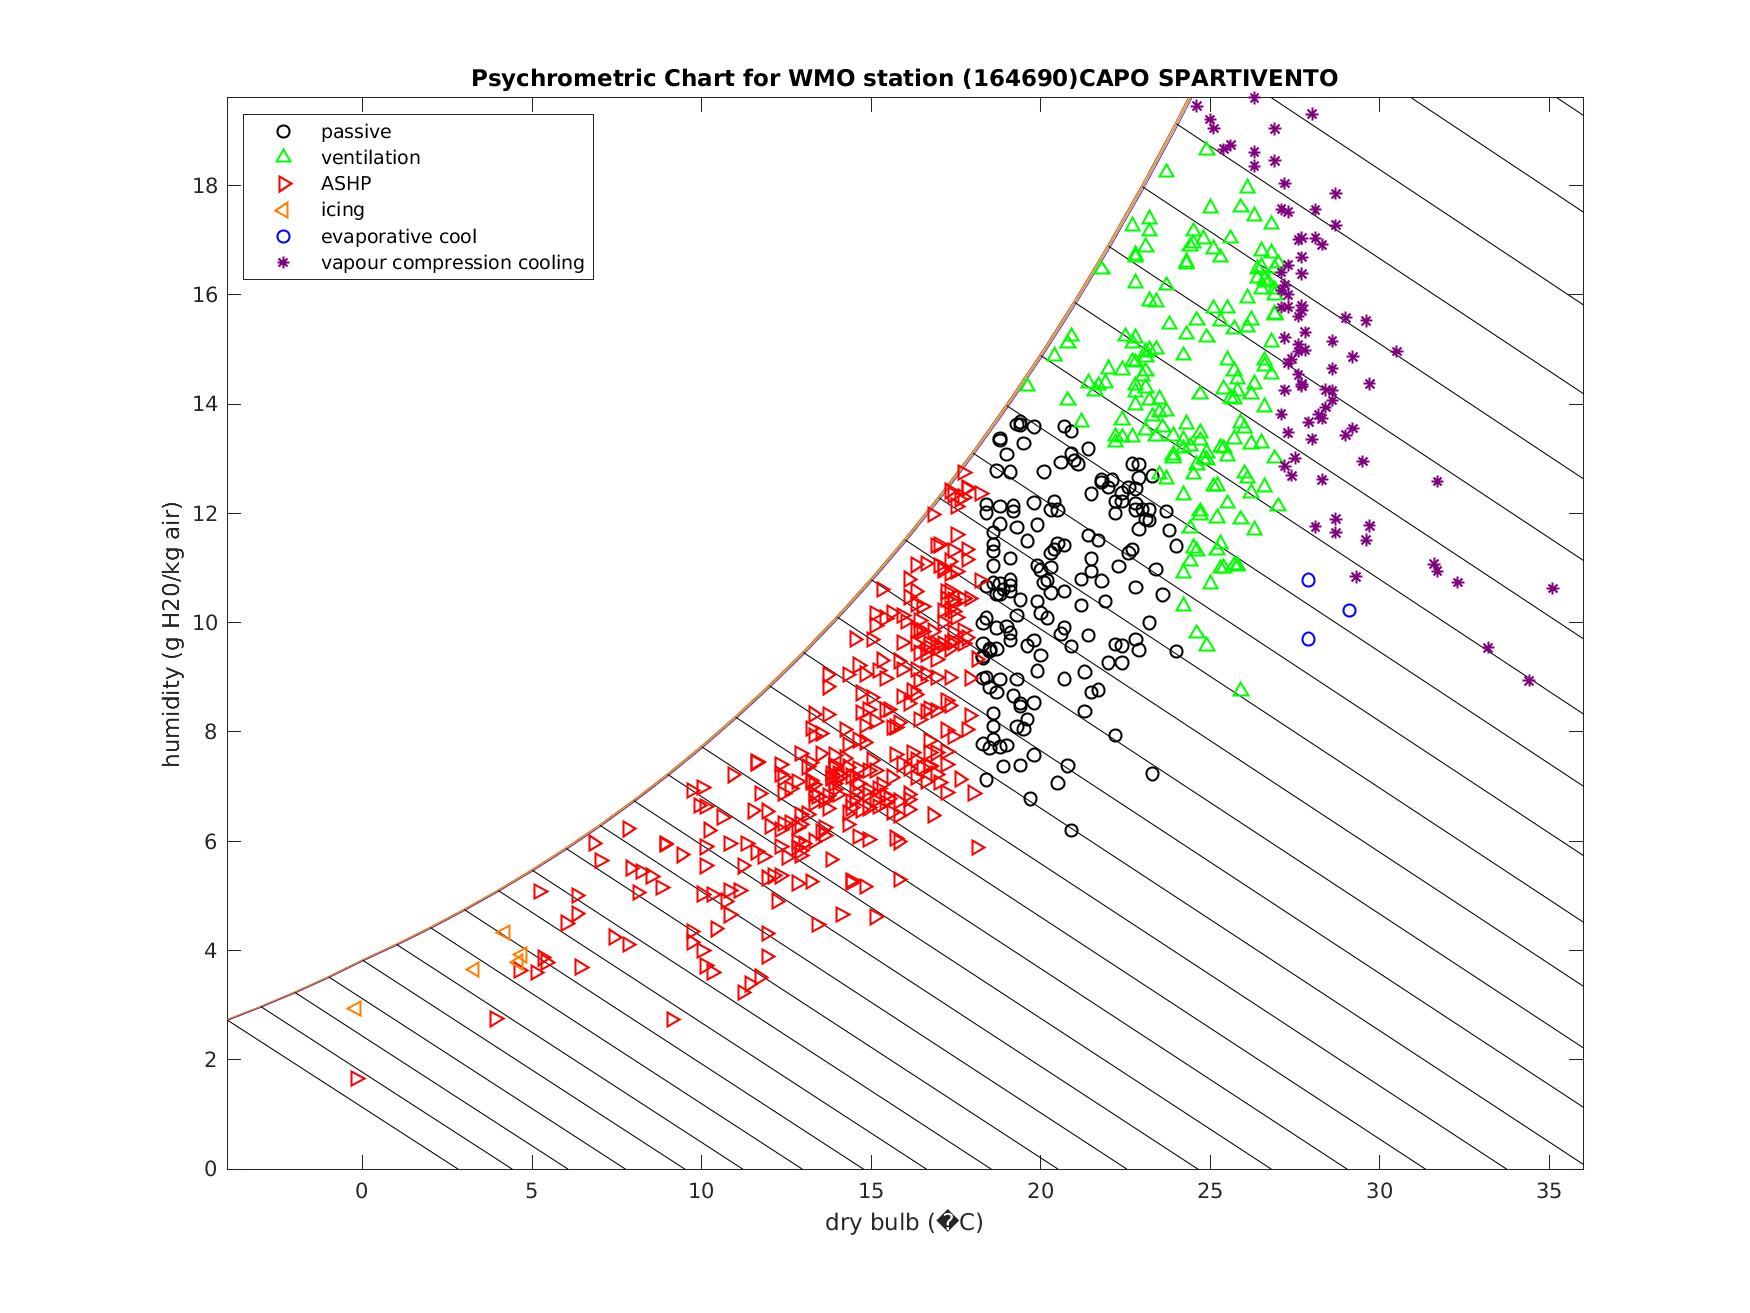 Psychrometric Chart for WMO station (164690)CAPO SPARTIVENTO
passive
ventilation
ASHP
icing
evaporative cool
vapour compression cooling
humidity (g H20/kg air)
18
16
14
12
10
8
6
4
2
0
0 5 10 15 20 25 30 35
dry bulb (�C)